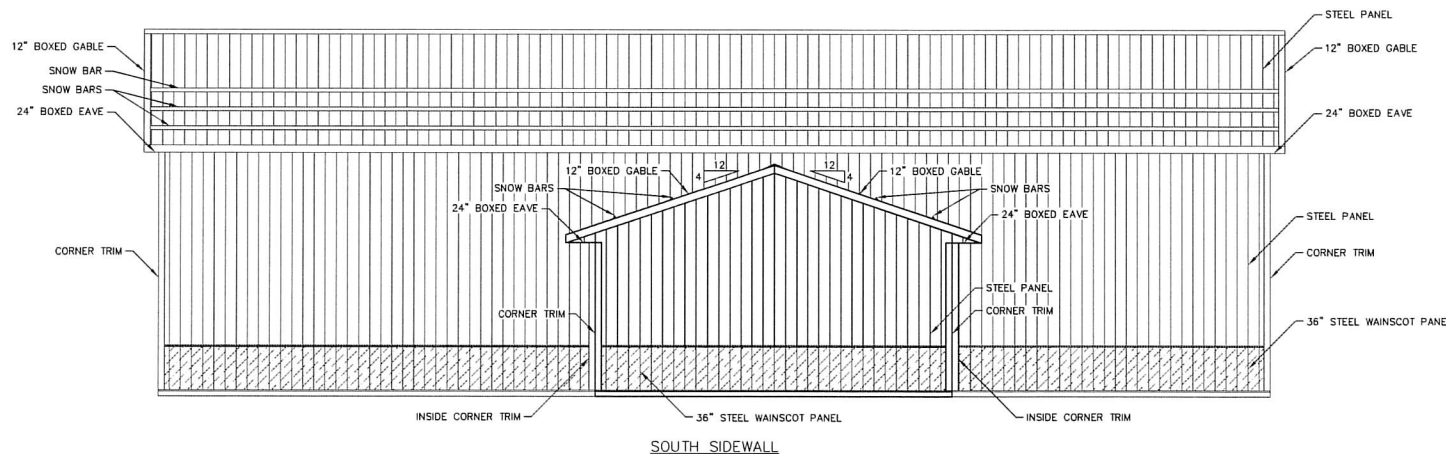 STEEL PANEL
12" BOXED GABLE
12" BOXED GABLE
SNOW BAR
SNOW BARS
24" BOXED EAVE
24" BOXED EAVE
12
12
4
4
12" BOXED GABLE
12" BOXED GABLE
SNOW BARS
SNOW BARS
24" BOXED EAVE
24" BOXED EAVE
STEEL PANEL
CORNER TRIM
CORNER TRIM
STEEL PANEL
CORNER TRIM
CORNER TRIM
36" STEEL WAINSCOT PANE
INSIDE CORNER TRIM
36" STEEL WAINSCOT PANEL
INSIDE CORNER TRIM
SOUTH SIDEWALL